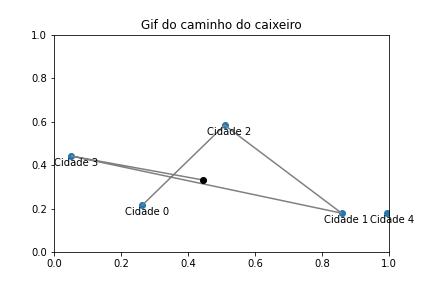 Gif do caminho do caixeiro
1.0
0.8
0.6
0.4
0.2
0.0
Cidade 2
Cidade 3
Cidade 0
Cidade 1 Cidade 4
0.0 0.2 0.4 0.6 0.8 1.0